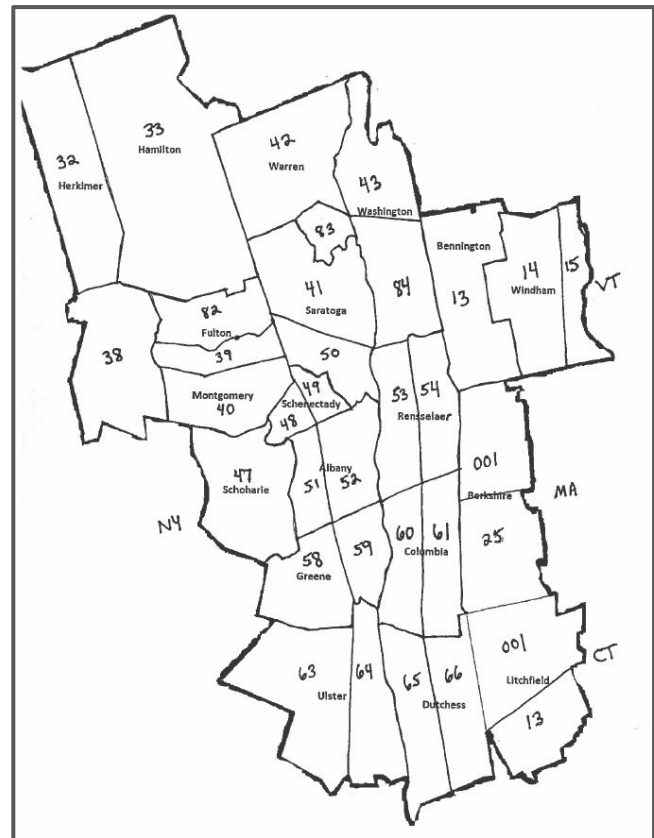 33
Hamilton
32
Herkimer
42
Warren
43
Washington
83
Bennington
14
Windham
15
VT
41
Saratoga
84
13
82
Fulton
38
39
50
Montgomery
40
49
Schenectady
48
53
54
Rensselaer
001
Berkshire
MA
47
Schoharie
Albany
51
52
NY
58
Greene
59
60
61
Columbia
25
63
Ulster
64
65
66
Dutchess
001
Litchfield
CT
13